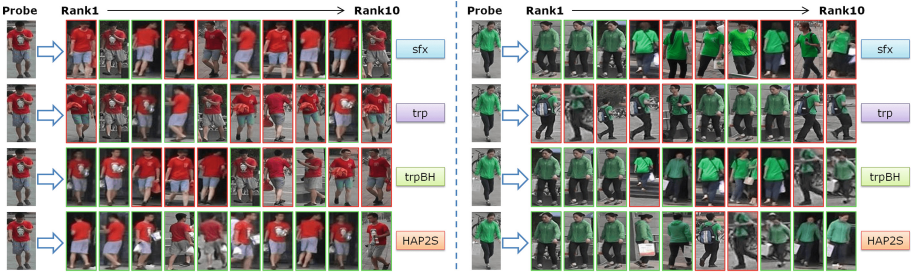 Probe Rank1 Rank10 Probe Rank1 Rank10
sfx sfx
trp trp
trpBH trpBH
HAP2S HAP2S